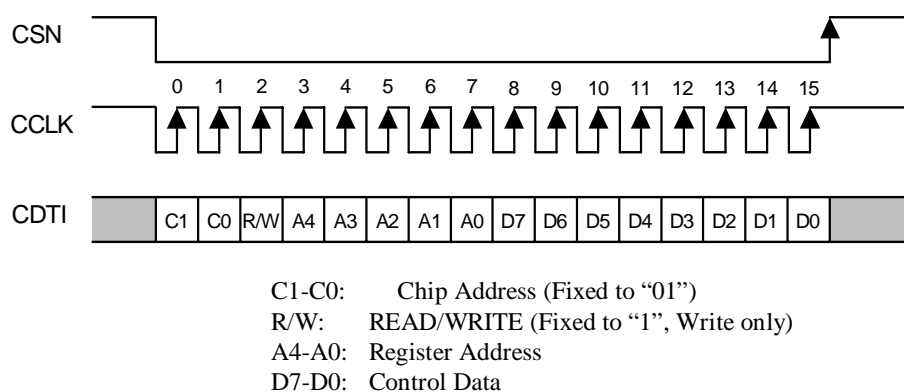 CSN
0 1 2 3 4 5 6 7 8 9 10 11 12 13 14 15
CCLK
CDTI
C1 C0 R/W A4 A3 A2 A1 A0 D7 D6 D5 D4 D3 D2 D1 D0
C1-C0: Chip Address (Fixed to “01”)
R/W: READ/WRITE (Fixed to “1”, Write only)
A4-A0: Register Address
D7-D0: Control Data